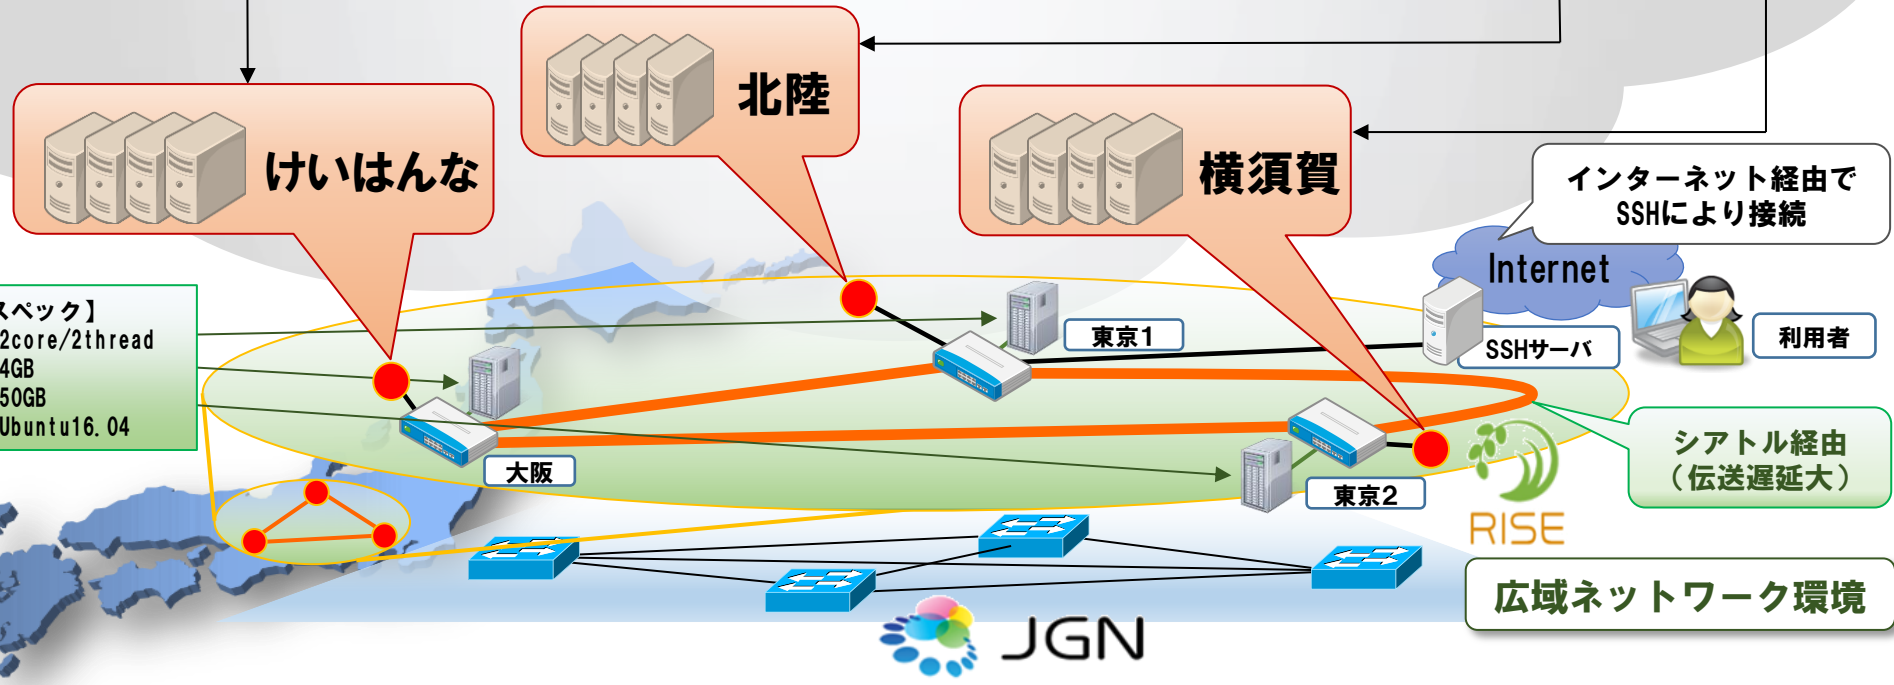 北陸
けいはんな
横須賀
インターネット経由で
SSHにより接続
Internet
スペック】
2core/2thread
4GB
50GB
Ubuntu16.04
東京1
SSHサーバ
利用者
大阪
東京2
シアトル経由
（伝送遅延大）
RISE
広域ネットワーク環境
JGN